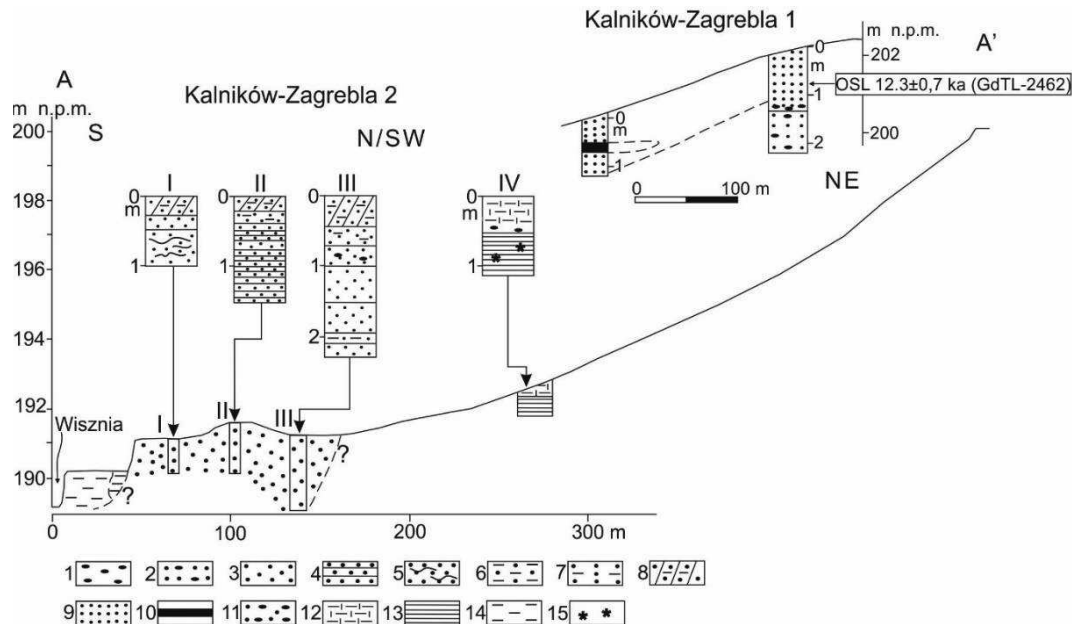 Kalników-Zagrebla 1
m n.p.m.
A'
202
OSL 12.3±0,7 ka (GdTL-2462)
200
0
m
1
2
0
m
1
0 100 m
NE
A
m n.p.m.
S
Kalników-Zagrebla 2
N/SW
200
198
196
194
192
190
I
II
III
IV
0
m
1
0
1
0
1
2
0
1
Wisznia
I
II
III
?
?
0 100 200 300 m
1 2 3 4 5 6 7 8
9 10 11 12 13 14 15